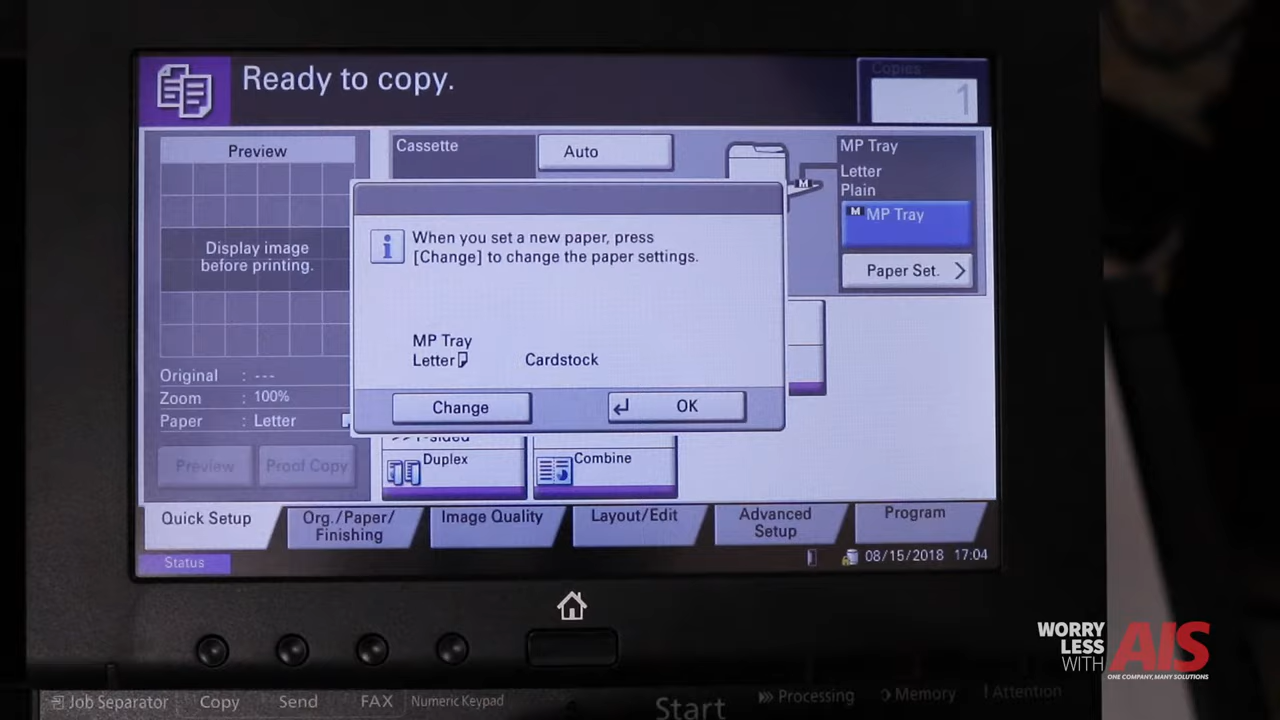 Ready to copy.
Copies
1
Preview
Display image
before printing.
Original : ---
Zoom : 100%
Paper : Letter
Preview
Proof Copy
Cassette
Auto
MP Tray
Letter
Plain
M
M MP Tray
Paper Set.
When you set a new paper, press
[Change] to change the paper settings.
MP Tray
Letter
Cardstock
Change
OK
>>1-sided
Duplex
Combine
Quick Setup
Org./Paper/
Finishing
Image Quality
Layout/Edit
Advanced
Setup
Program
Status
08/15/2018 17:04
Job Separator
Copy
Send
FAX
Numeric Keypad
Start
Processing
Memory
Attention
WORRY
LESS
WITH
AIS
ONE COMPANY, MANY SOLUTIONS